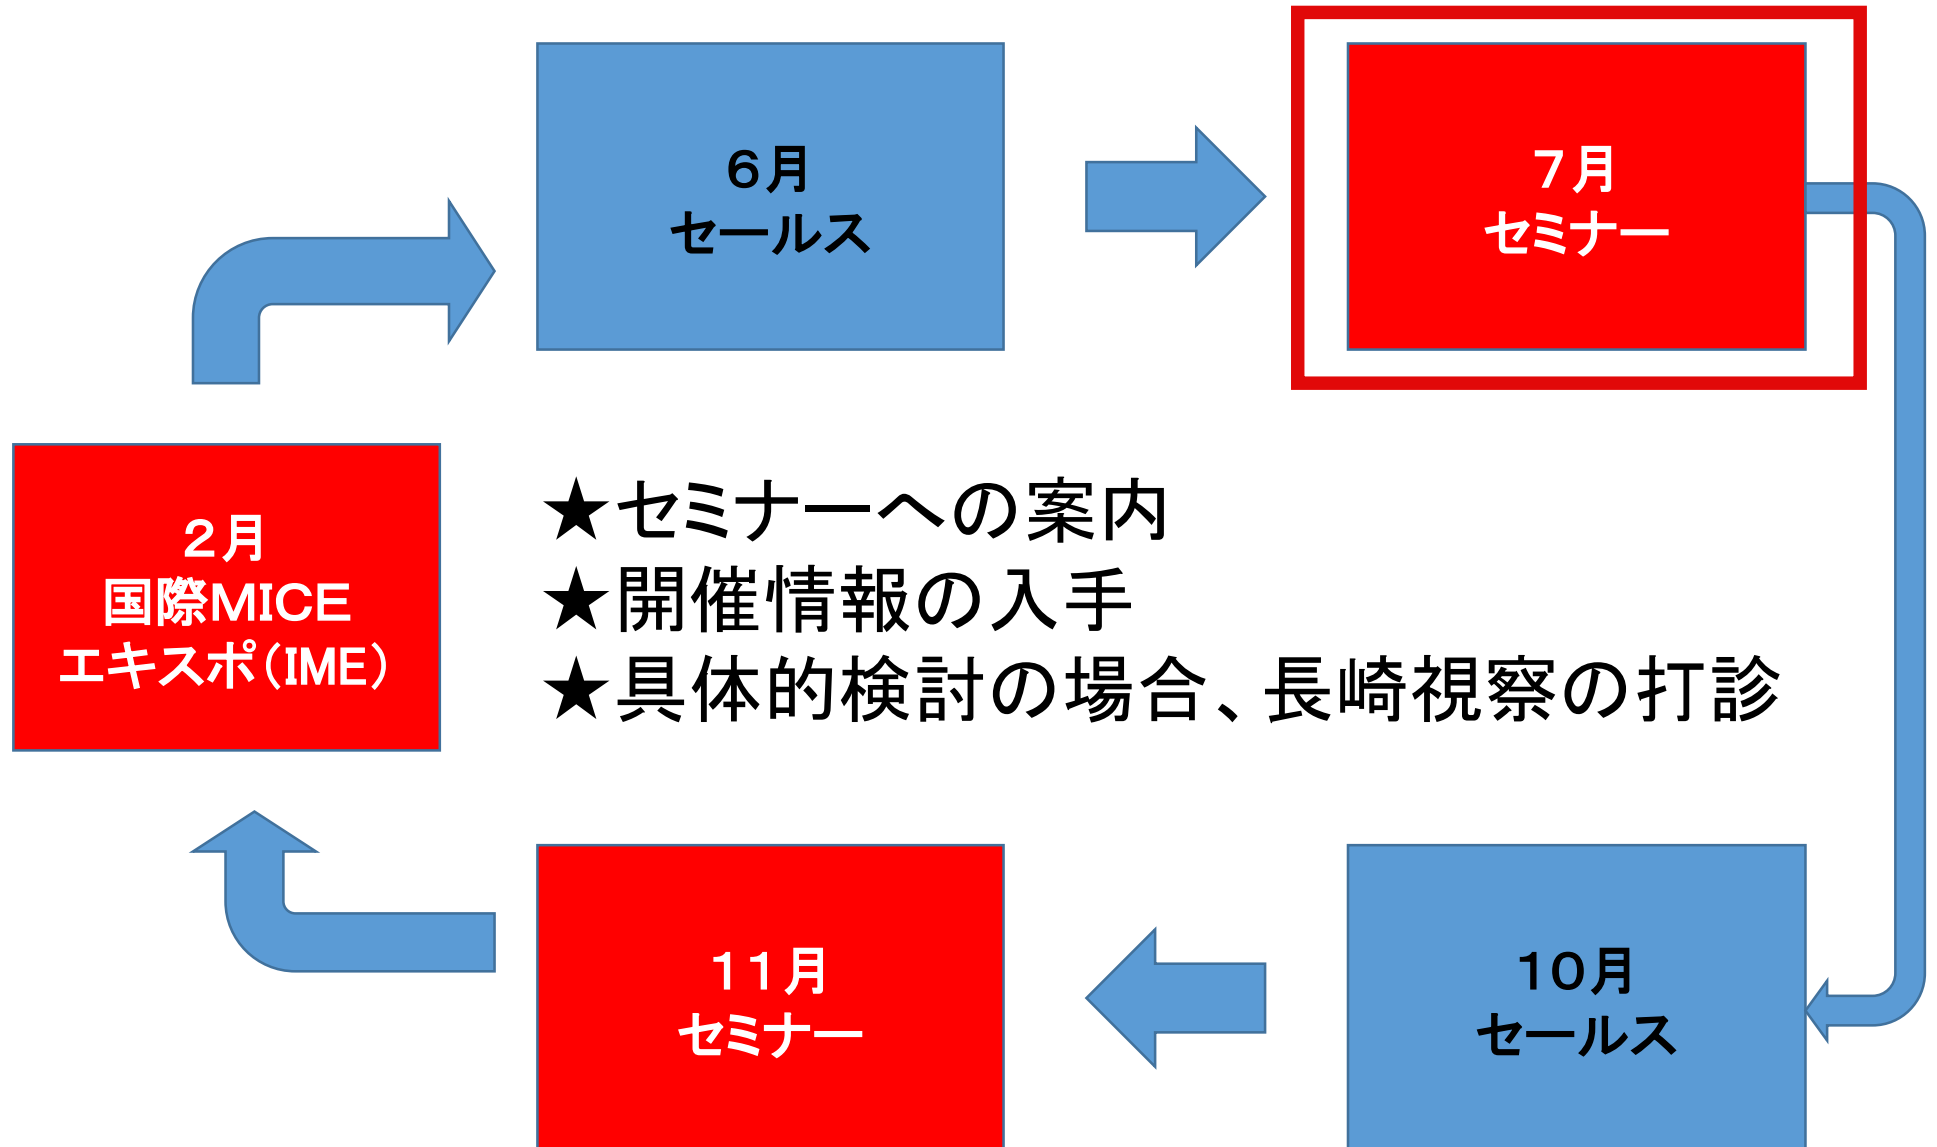 ６月
セールス
７月
セミナー
２月
国際MICE
エキスポ（IME）
★セミナーへの案内
★開催情報の入手
★具体的検討の場合、長崎視察の打診
１１月
セミナー
１０月
セールス